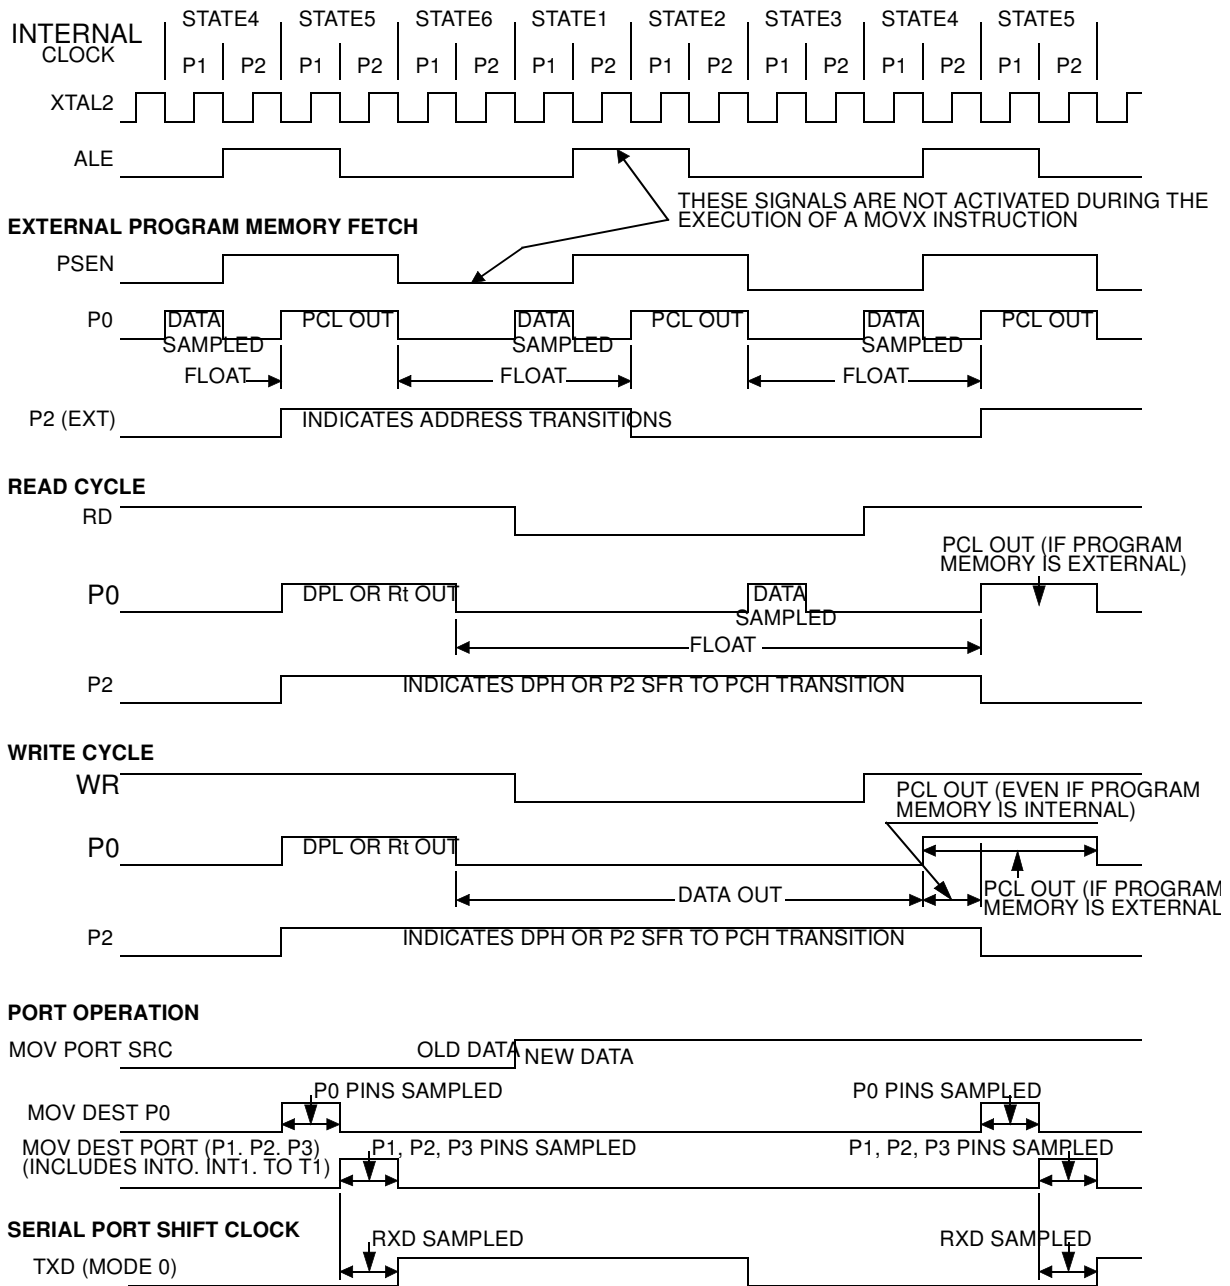 INTERNAL CLOCK
STATE4 STATE5 STATE6 STATE1 STATE2 STATE3 STATE4 STATE5
P1 P2 P1 P2 P1 P2 P1 P2 P1 P2 P1 P2 P1 P2 P1 P2
XTAL2
ALE
THESE SIGNALS ARE NOT ACTIVATED DURING THE
EXECUTION OF A MOVX INSTRUCTION
EXTERNAL PROGRAM MEMORY FETCH
PSEN
P0 DATA PCL OUT DATA PCL OUT DATA PCL OUT
SAMPLED SAMPLED SAMPLED
FLOAT FLOAT FLOAT
P2 (EXT) INDICATES ADDRESS TRANSITIONS
READ CYCLE
RD
PCL OUT (IF PROGRAM
MEMORY IS EXTERNAL)
P0 DPL OR Rt OUT DATA
SAMPLED
FLOAT
P2 INDICATES DPH OR P2 SFR TO PCH TRANSITION
WRITE CYCLE
WR
PCL OUT (EVEN IF PROGRAM
MEMORY IS INTERNAL)
P0 DPL OR Rt OUT
DATA OUT
PCL OUT (IF PROGRAM
MEMORY IS EXTERNAL
P2 INDICATES DPH OR P2 SFR TO PCH TRANSITION
PORT OPERATION
MOV PORT SRC OLD DATA NEW DATA
P0 PINS SAMPLED P0 PINS SAMPLED
MOV DEST P0
MOV DEST PORT (P1. P2. P3) P1, P2, P3 PINS SAMPLED P1, P2, P3 PINS SAMPLED
(INCLUDES INTO. INT1. TO T1)
SERIAL PORT SHIFT CLOCK
RXD SAMPLED RXD SAMPLED
TXD (MODE 0)